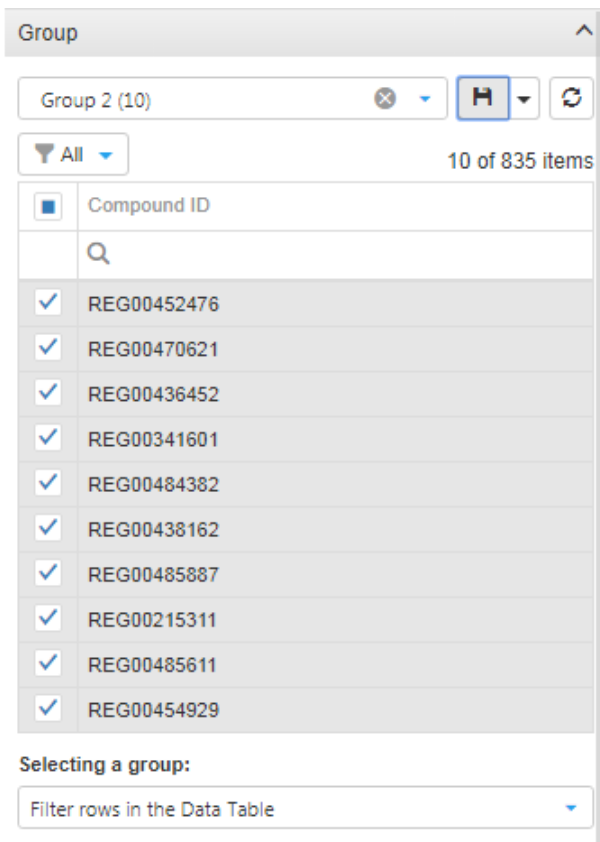 Group
Group 2 (10)
All
10 of 835 items
Compound ID
REG00452476
REG00470621
REG00436452
REG00341601
REG00484382
REG00438162
REG00485887
REG00215311
REG00485611
REG00454929
Selecting a group:
Filter rows in the Data Table